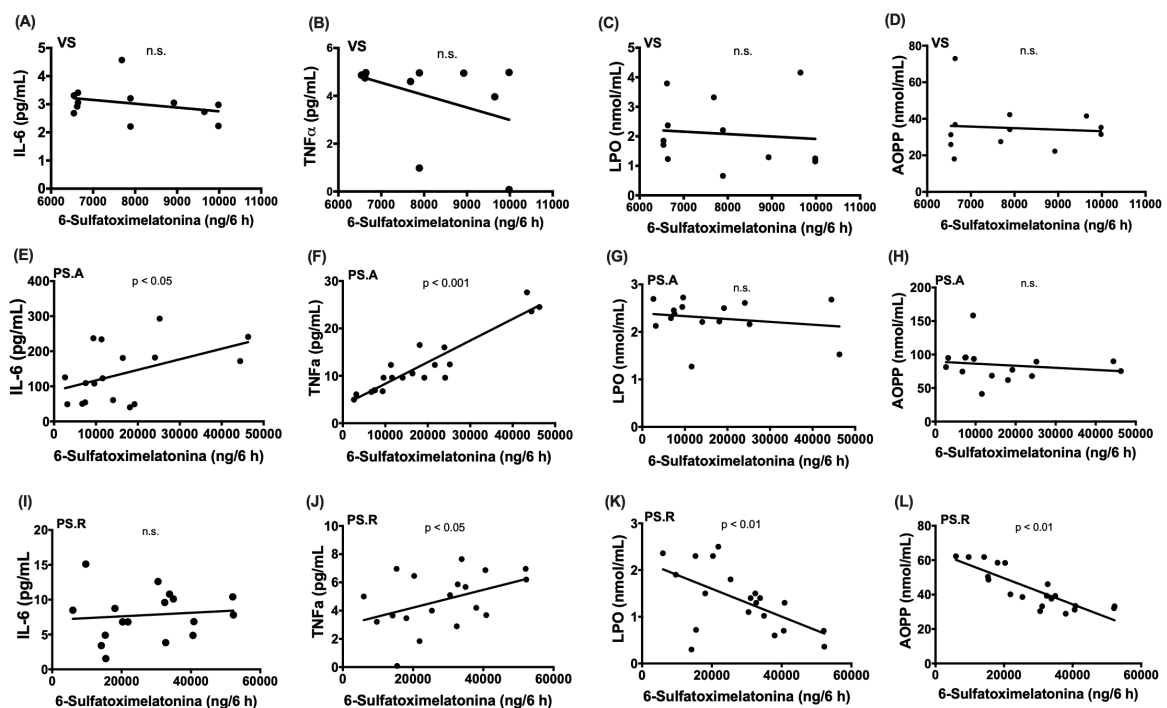 (A)
VS
n.s.
IL-6 (pg/mL)
5
4
3
2
1
0
6000 7000 8000 9000 10000 11000
6-Sulfatoximelatonina (ng/6 h)
(B)
VS
n.s.
TNFα (pg/mL)
6
4
2
0
6000 7000 8000 9000 10000 11000
6-Sulfatoximelatonina (ng/6 h)
(C)
VS
n.s.
LPO (nmol/mL)
5
4
3
2
1
0
6000 7000 8000 9000 10000 11000
6-Sulfatoximelatonina (ng/6 h)
(D)
VS
n.s.
AOPP (nmol/mL)
80
60
40
20
0
6000 7000 8000 9000 10000 11000
6-Sulfatoximelatonina (ng/6 h)
(E)
PS.A
p < 0.05
IL-6 (pg/mL)
400
300
200
100
0
0 10000 20000 30000 40000 50000
6-Sulfatoximelatonina (ng/6 h)
(F)
PS.A
p < 0.001
TNFa (pg/mL)
30
20
10
0
0 10000 20000 30000 40000 50000
6-Sulfatoximelatonina (ng/6 h)
(G)
PS.A
n.s.
LPO (nmol/mL)
3
2
1
0
0 10000 20000 30000 40000 50000
6-Sulfatoximelatonina (ng/6 h)
(H)
PS.A
n.s.
AOPP (nmol/mL)
200
150
100
50
0
0 10000 20000 30000 40000 50000
6-Sulfatoximelatonina (ng/6 h)
(I)
PS.R
n.s.
IL-6 (pg/mL
20
15
10
5
0
0 20000 40000 60000
6-Sulfatoximelatonina (ng/6 h)
(J)
PS.R
p < 0.05
TNFa (pg/mL)
10
8
6
4
2
0
0 20000 40000 60000
6-Sulfatoximelatonina (ng/6 h)
(K)
PS.R
p < 0.01
LPO (nmol/mL)
3
2
1
0
0 20000 40000 60000
6-Sulfatoximelatonina (ng/6 h)
(L)
PS.R
p < 0.01
AOPP (nmol/mL)
80
60
40
20
0
0 20000 40000 60000
6-Sulfatoximelatonina (ng/6 h)